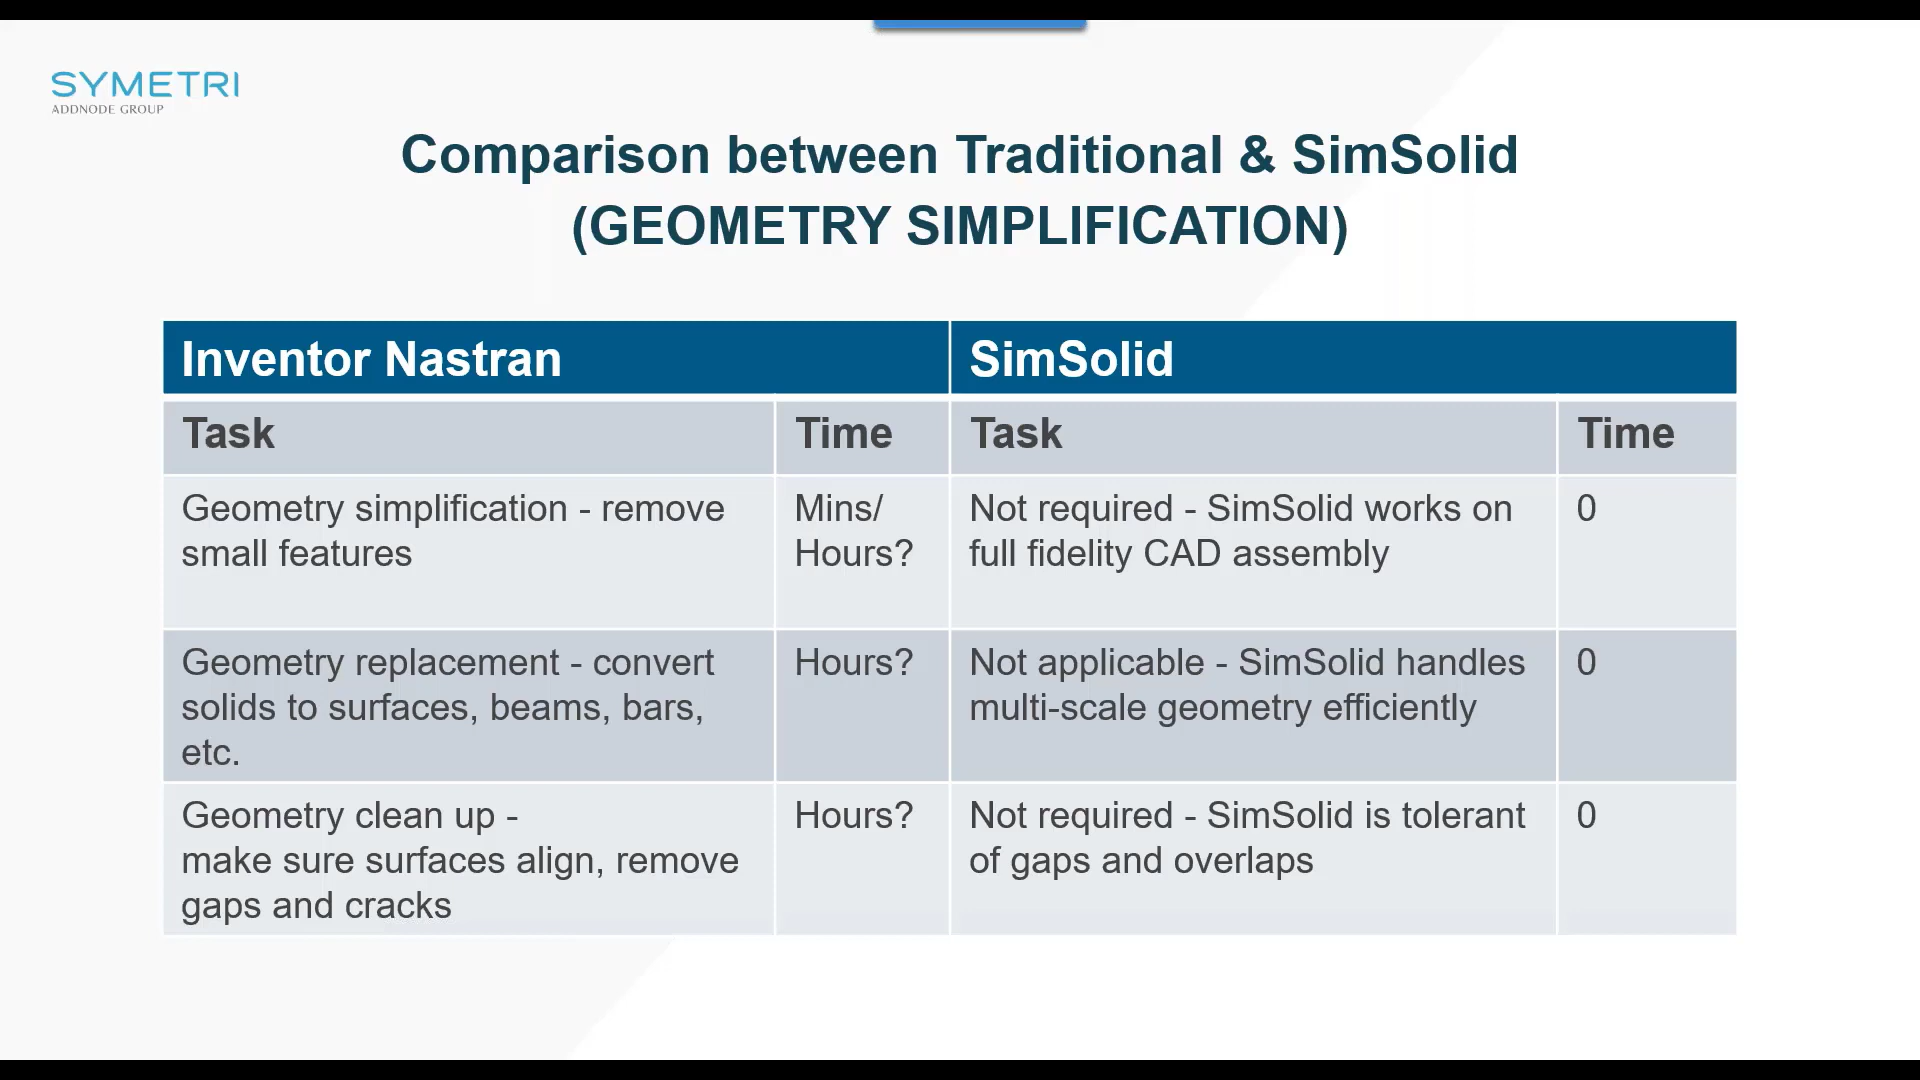 SYMETRI
ADDNODE GROUP
Comparison between Traditional & SimSolid
(GEOMETRY SIMPLIFICATION)
Inventor Nastran
SimSolid
Task
Time
Task
Time
Geometry simplification - remove
small features
Mins/
Hours?
Not required - SimSolid works on
full fidelity CAD assembly
0
Geometry replacement - convert
solids to surfaces, beams, bars,
etc.
Hours?
Not applicable - SimSolid handles
multi-scale geometry efficiently
0
Geometry clean up -
make sure surfaces align, remove
gaps and cracks
Hours?
Not required - SimSolid is tolerant
of gaps and overlaps
0